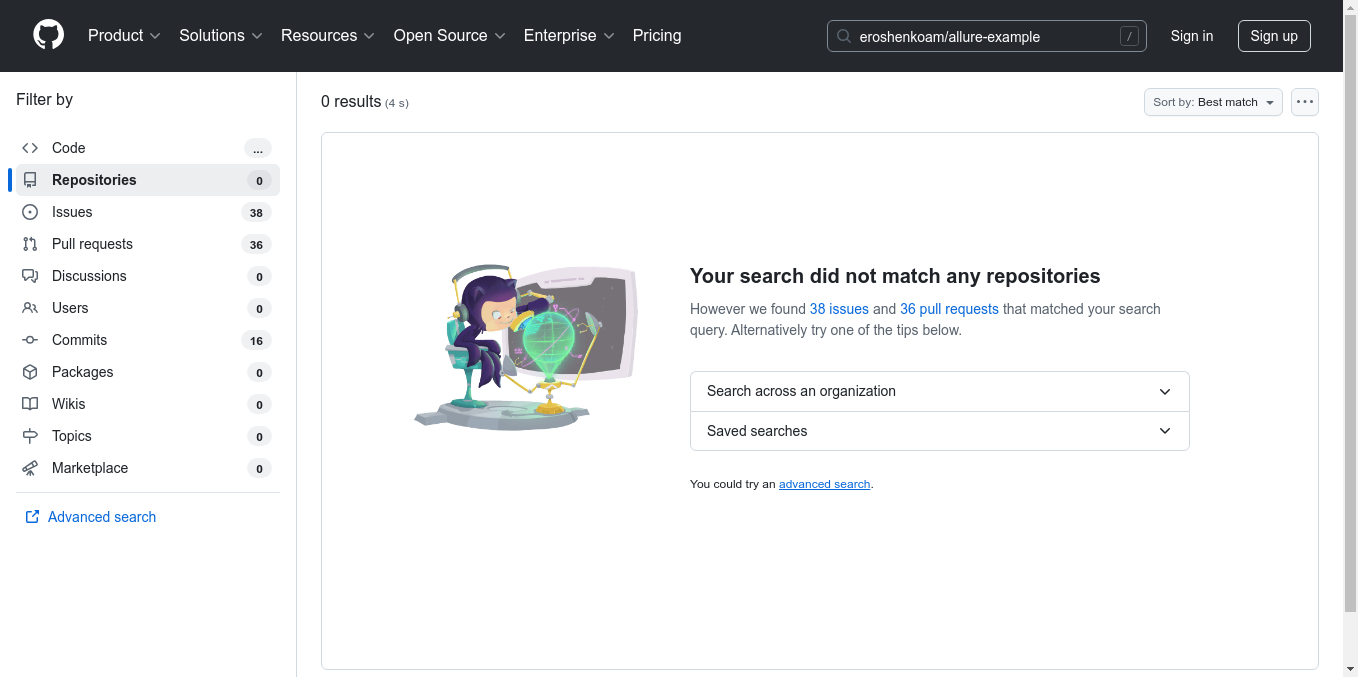 Product Solutions Resources Open Source Enterprise Pricing eroshenkoam/allure-example / Sign in Sign up
Filter by
Code ...
Repositories 0
Issues 38
Pull requests 36
Discussions 0
Users 0
Commits 16
Packages 0
Wikis 0
Topics 0
Marketplace 0
Advanced search
0 results (4 s)
Sort by: Best match
Your search did not match any repositories
However we found 38 issues and 36 pull requests that matched your search
query. Alternatively try one of the tips below.
Search across an organization
Saved searches
You could try an advanced search.